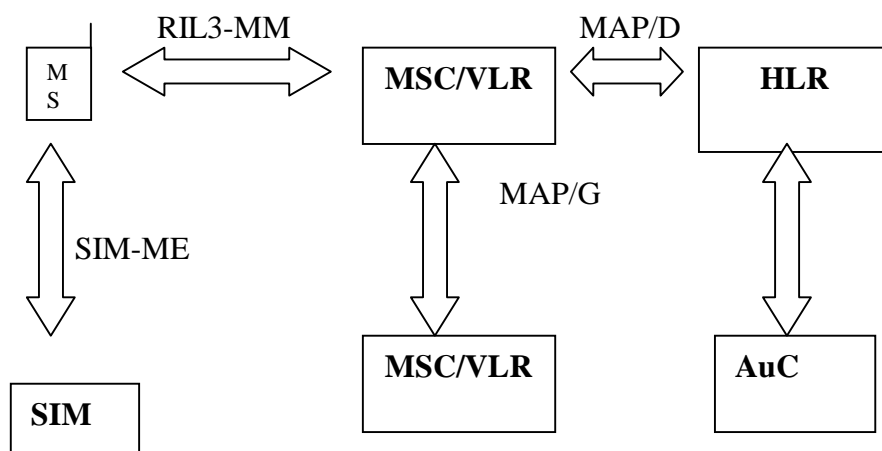 RIL3-MM
MAP/D
M
S
MSC/VLR
HLR
MAP/G
SIM-ME
MSC/VLR
AuC
SIM